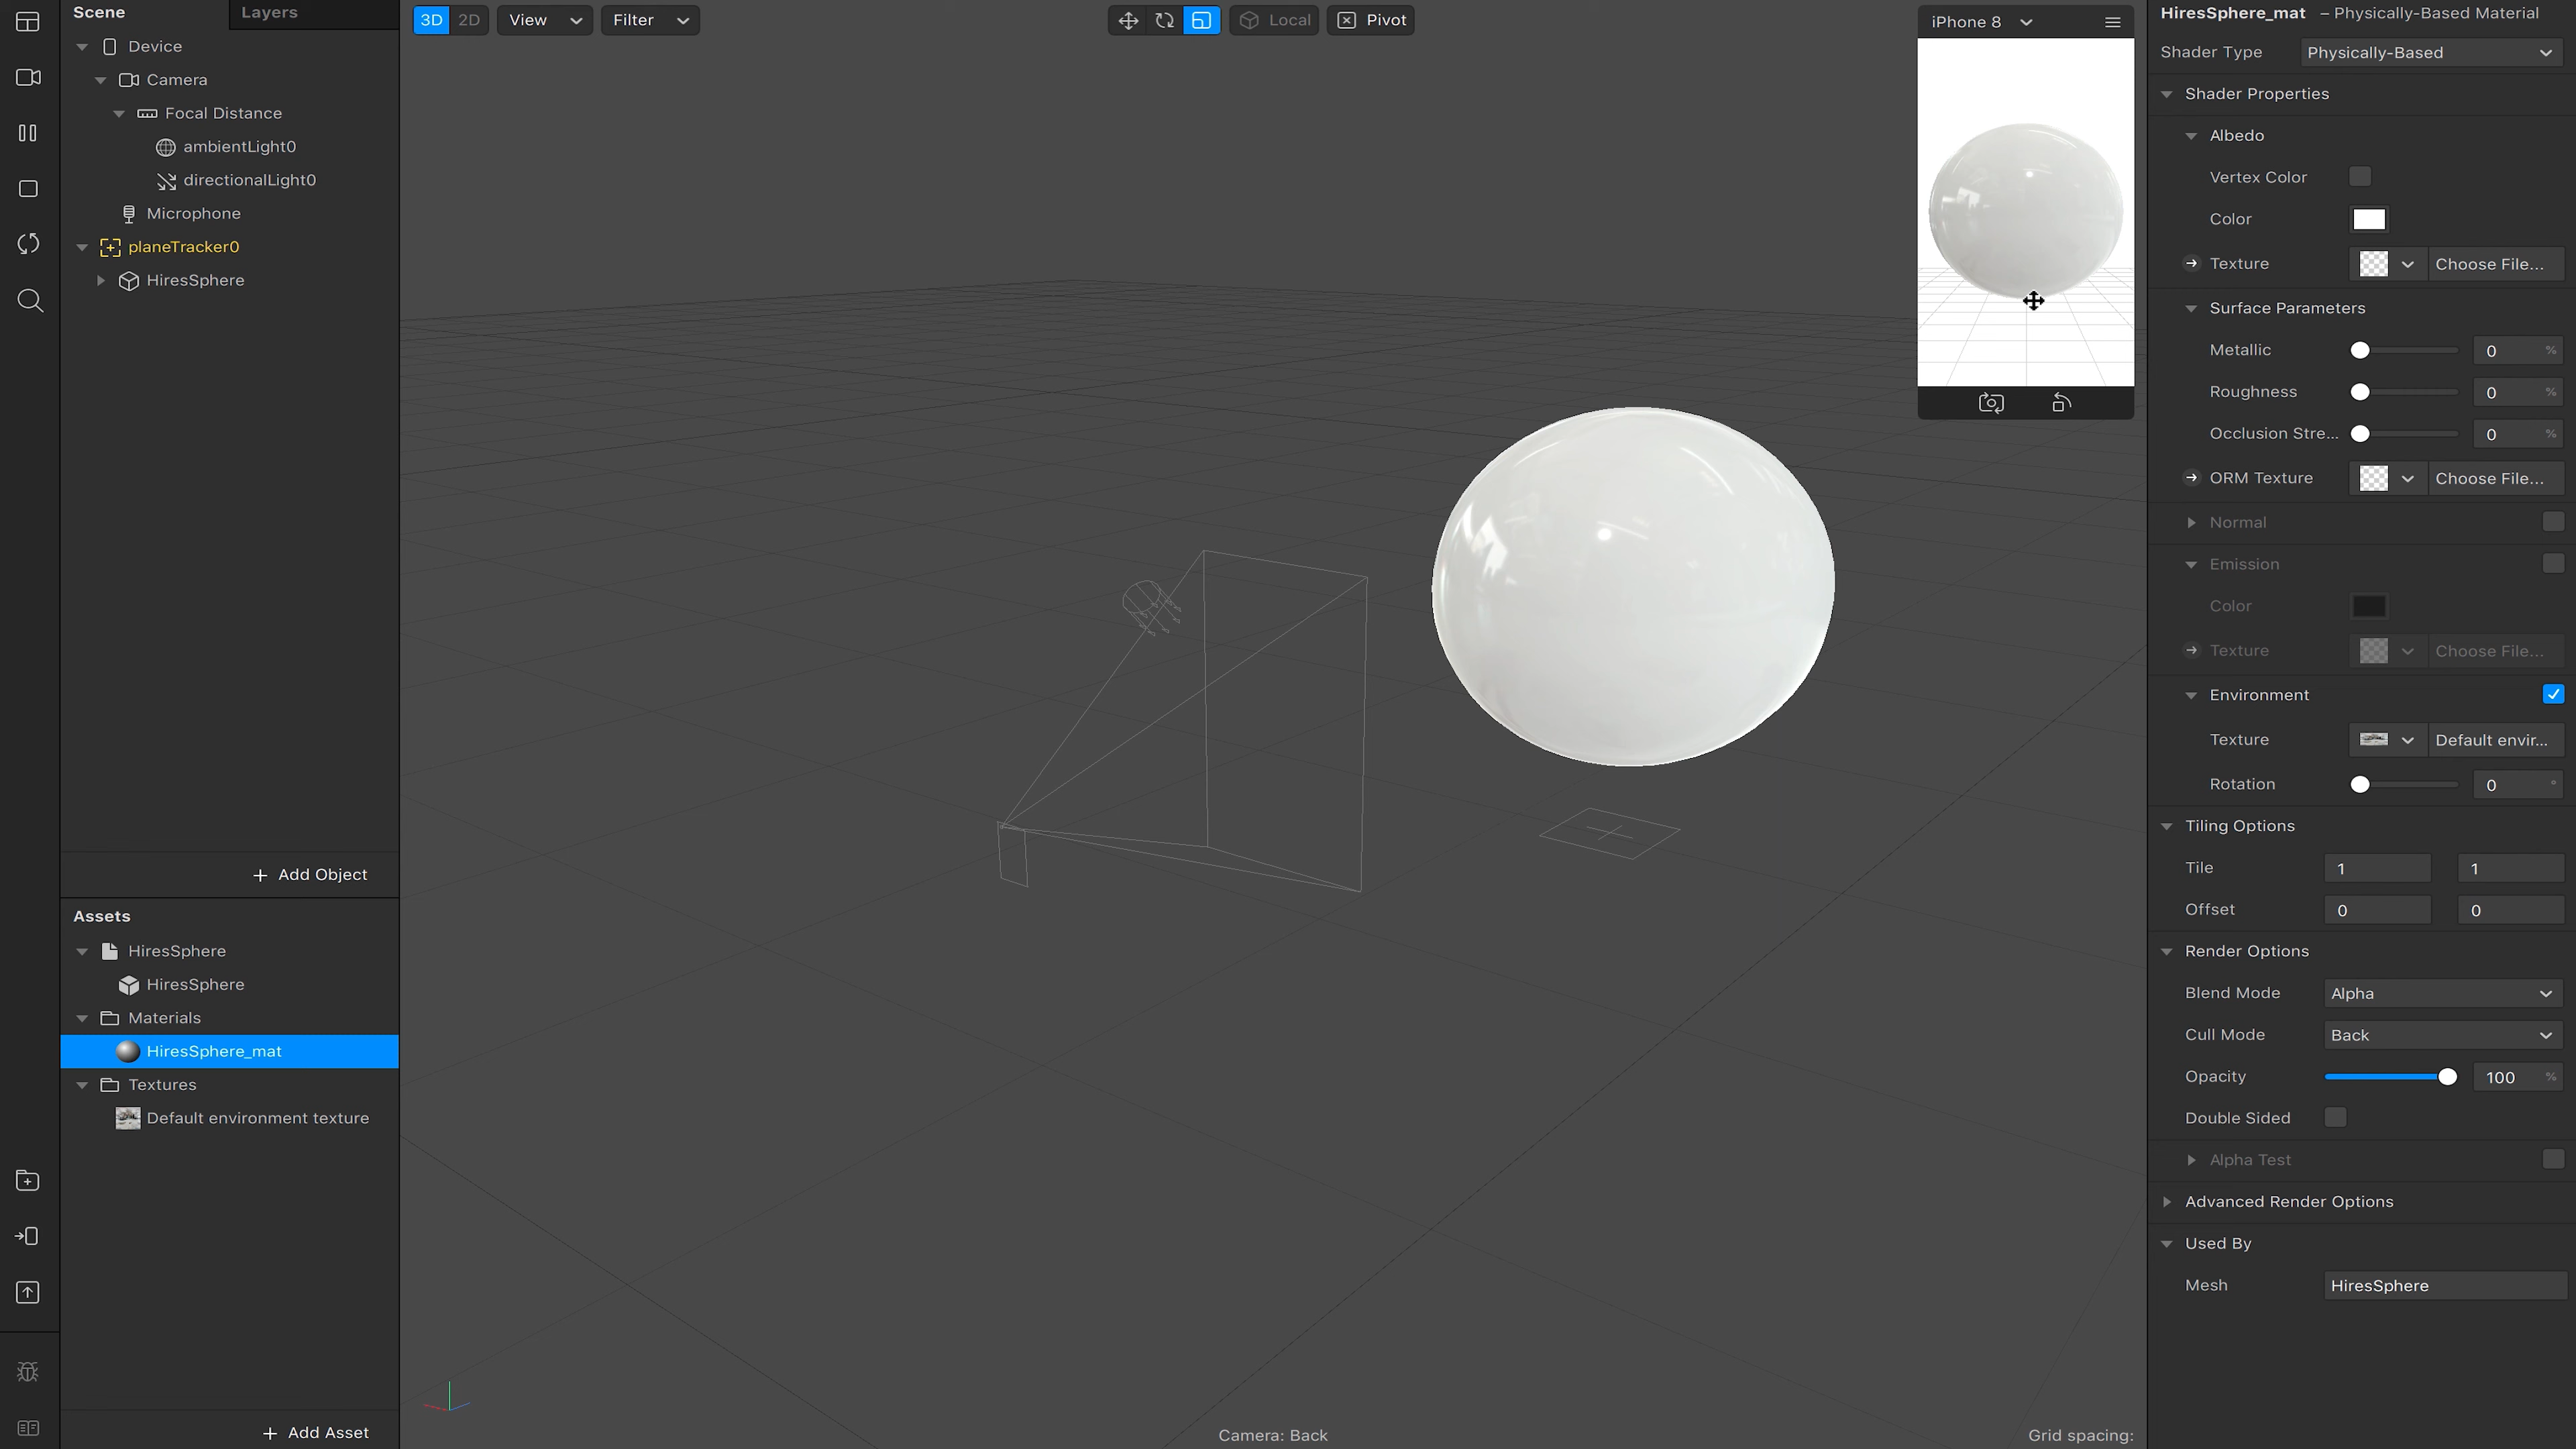 Scene
Layers
Device
Camera
Focal Distance
ambientLight0
directionalLight0
Microphone
planeTracker0
HiresSphere
+ Add Object
Assets
HiresSphere
HiresSphere
Materials
HiresSphere_mat
Textures
Default environment texture
+ Add Asset
3D 2D View Filter
Local Pivot
iPhone 8
Camera: Back
Grid spacing:
HiresSphere_mat – Physically-Based Material
Shader Type Physically-Based
Shader Properties
Albedo
Vertex Color
Color
Texture Choose File...
Surface Parameters
Metallic 0 %
Roughness 0 %
Occlusion Stre... 0 %
ORM Texture Choose File...
Normal
Emission
Color
Texture Choose File...
Environment
Texture Default envir...
Rotation 0 °
Tiling Options
Tile 1 1
Offset 0 0
Render Options
Blend Mode Alpha
Cull Mode Back
Opacity 100 %
Double Sided
Alpha Test
Advanced Render Options
Used By
Mesh HiresSphere